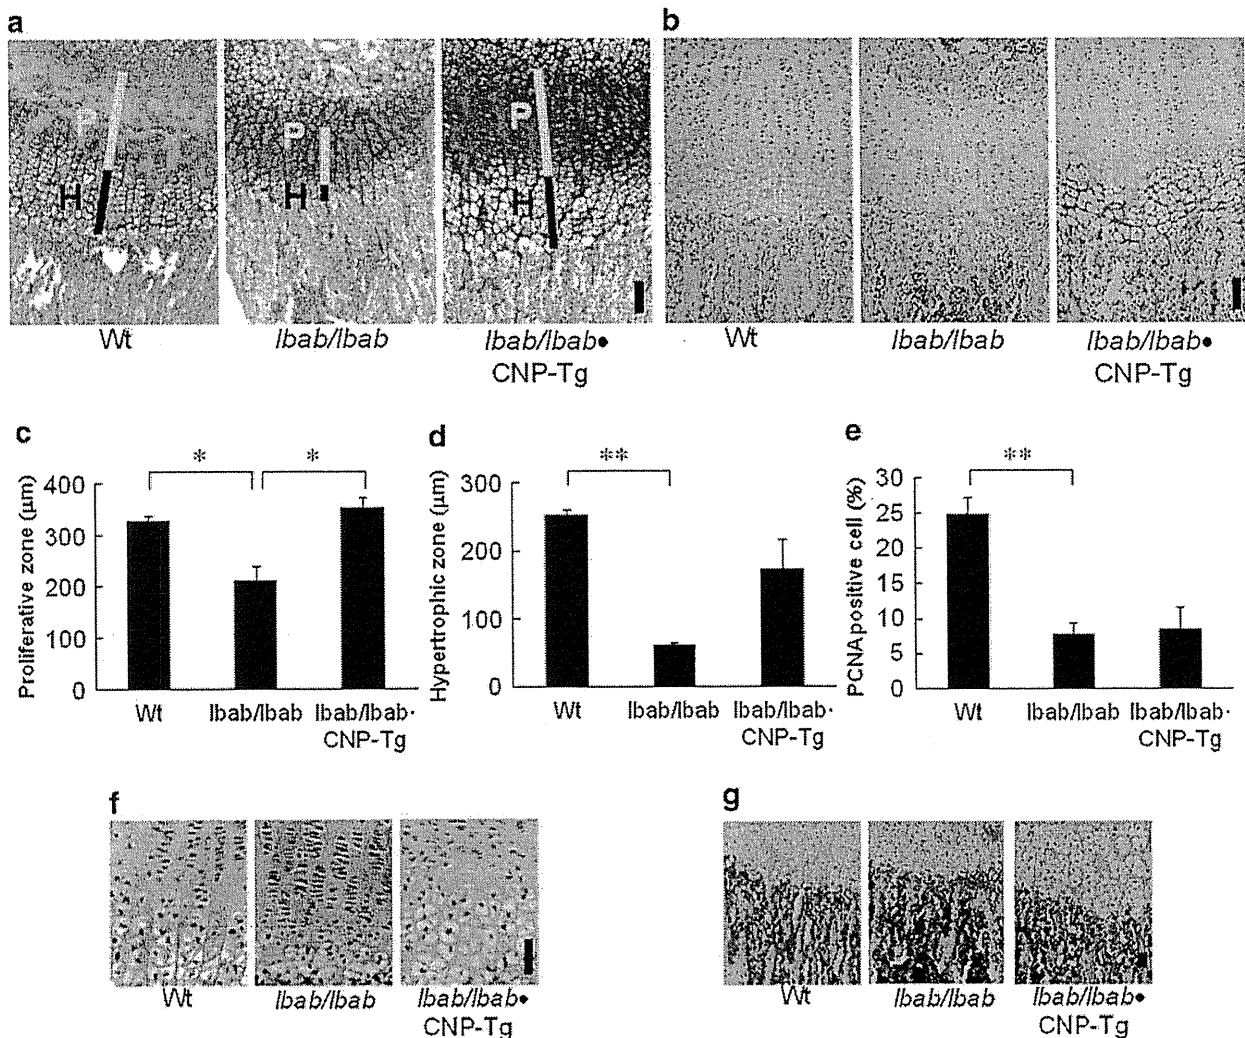 a
b
P
H
P
H
P
H
Wt
lbab/lbab
lbab/lbab•
CNP-Tg
Wt
lbab/lbab
lbab/lbab•
CNP-Tg
c
d
e
Proliferative zone (µm)
400
300
200
100
0
*
*
Wt
lbab/lbab
lbab/lbab·
CNP-Tg
Hypertrophic zone (µm)
300
200
100
0
**
Wt
lbab/lbab
lbab/lbab·
CNP-Tg
PCNA positive cell (%)
30
25
20
15
10
5
0
**
Wt
lbab/lbab
lbab/lbab·
CNP-Tg
f
g
Wt
lbab/lbab
lbab/lbab•
CNP-Tg
Wt
lbab/lbab
lbab/lbab•
CNP-Tg